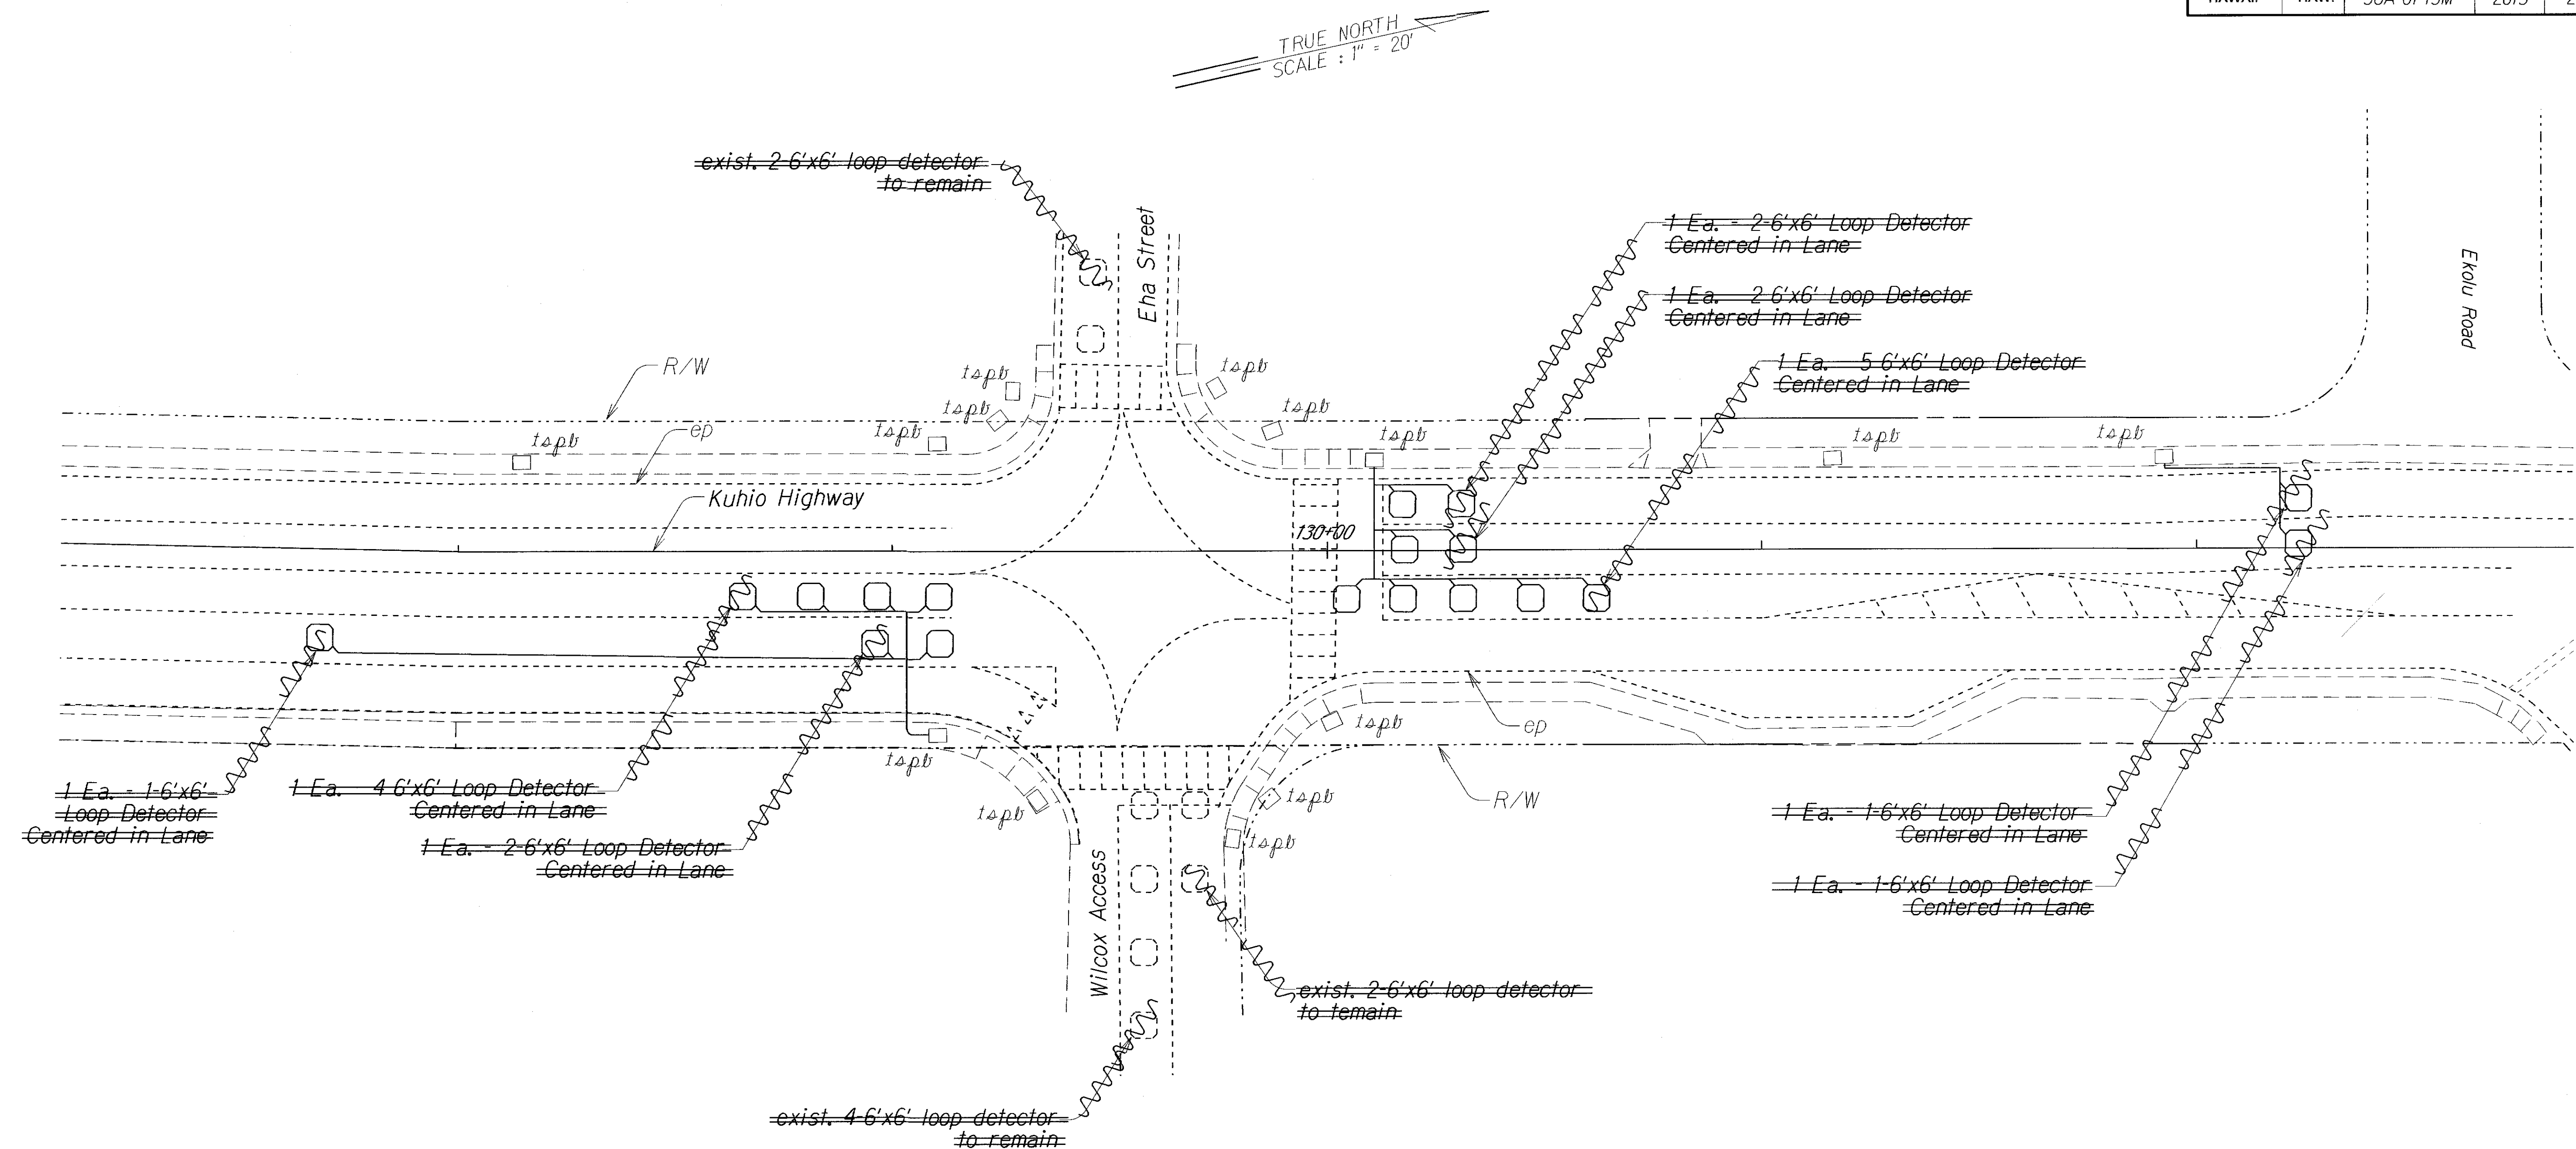 HAWAII HAW. 56A-01-15M 2015
TRUE NORTH
SCALE : 1" = 20'
exist. 2-6'x6' loop detector
to remain
Eha Street
1 Ea. - 2-6'x6' Loop Detector
Centered in Lane
1 Ea. - 2-6'x6' Loop Detector
Centered in Lane
1 Ea. - 5-6'x6' Loop Detector
Centered in Lane
Ekolu Road
R/W
tspb
tspb
tspb
tspb
tspb
tspb
tspb
tspb
tspb
ep
Kuhio Highway
130+00
tspb
ep
tspb
R/W
tspb
tspb
tspb
1 Ea. - 1-6'x6'
Loop Detector
Centered in Lane
1 Ea. - 4-6'x6' Loop Detector
Centered in Lane
1 Ea. - 2-6'x6' Loop Detector
Centered in Lane
Wilcox Access
1 Ea. - 1-6'x6' Loop Detector
Centered in Lane
1 Ea. - 1-6'x6' Loop Detector
Centered in Lane
exist. 2-6'x6' loop detector
to temain
exist. 4-6'x6' loop detector
to remain